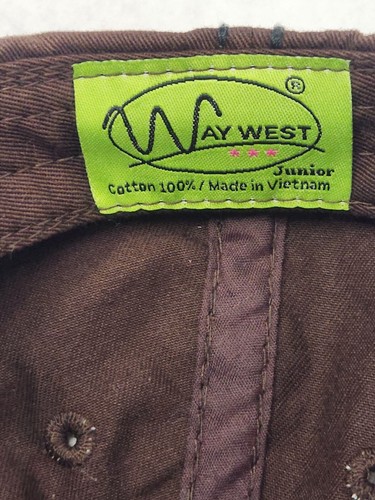 ®
WAY WEST
***
Junior
Cotton 100% / Made in Vietnam